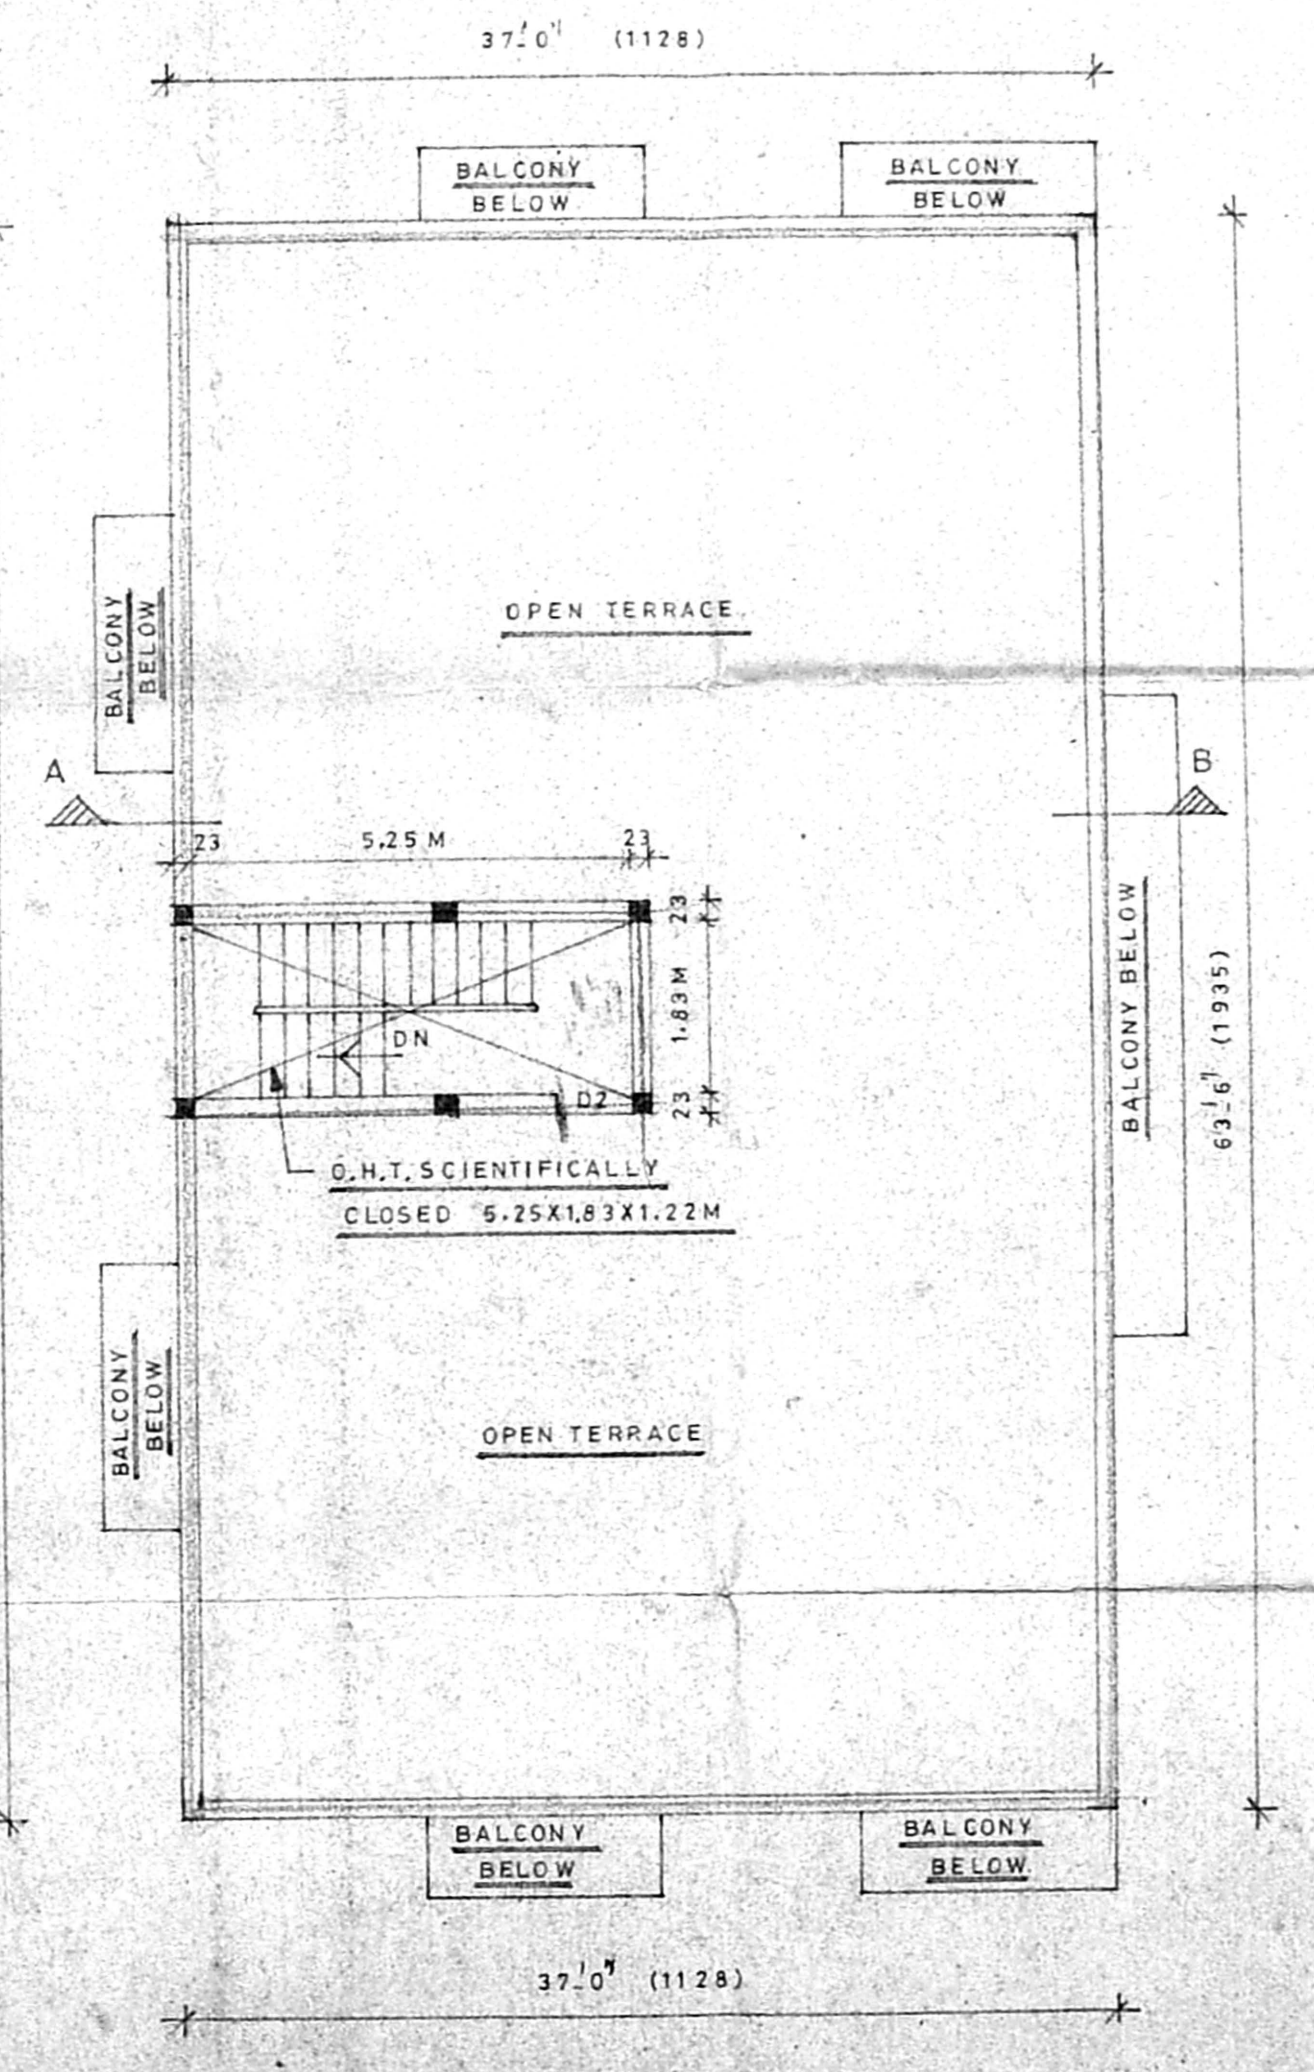 37'-0" (1128)
BALCONY
BELOW
BALCONY
BELOW
OPEN TERRACE
BALCONY
BELOW
A
B
23
5.25 M
23
23
1.83 M
23
DN
D2
BALCONY BELOW
63'-6" (1935)
O.H.T. SCIENTIFICALLY
CLOSED 5.25X1.83X1.22M
BALCONY
BELOW
OPEN TERRACE
BALCONY
BELOW
BALCONY
BELOW
37'-0" (1128)